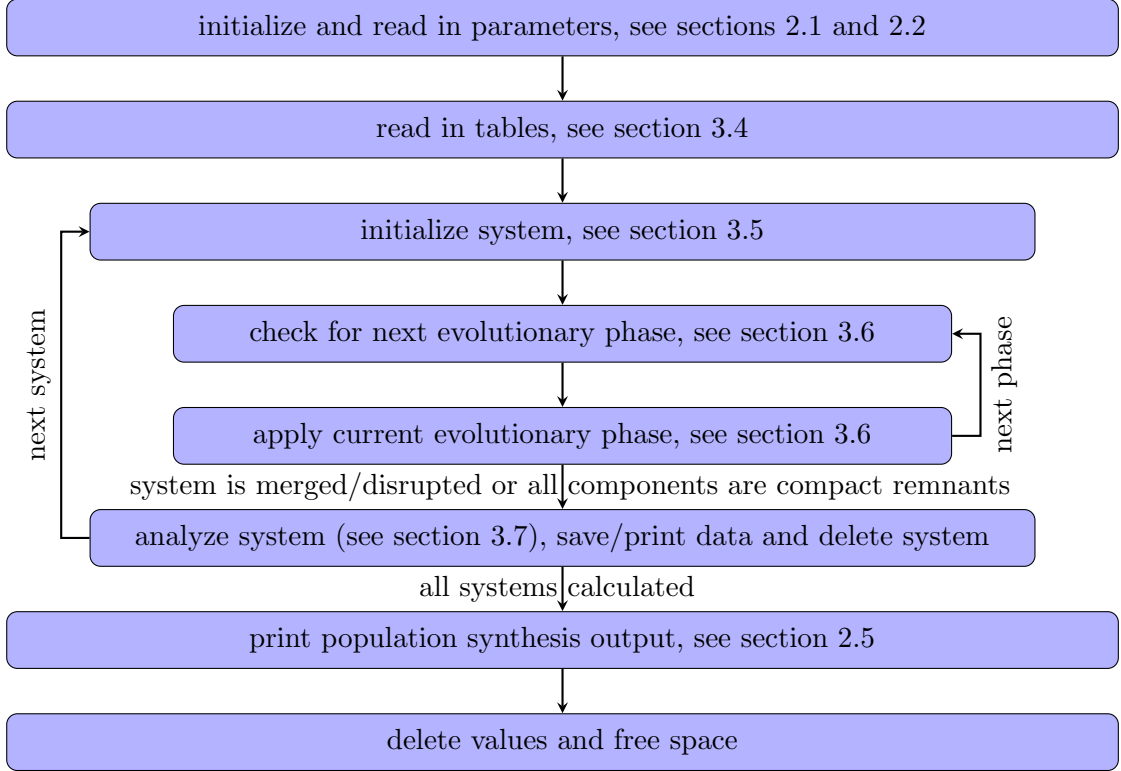 initialize and read in parameters, see sections 2.1 and 2.2
read in tables, see section 3.4
initialize system, see section 3.5
check for next evolutionary phase, see section 3.6
next system
next phase
apply current evolutionary phase, see section 3.6
system is merged/disrupted or all components are compact remnants
analyze system (see section 3.7), save/print data and delete system
all systems calculated
print population synthesis output, see section 2.5
delete values and free space